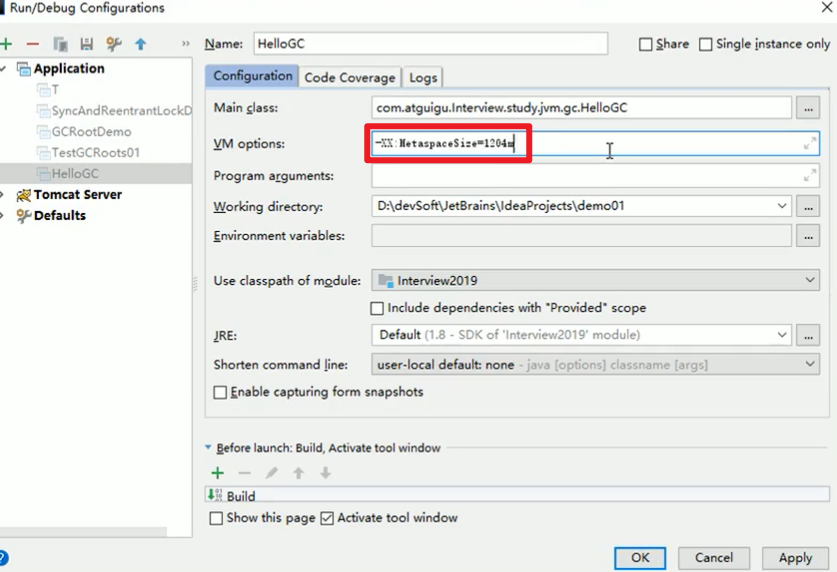 Run/Debug Configurations
Name: HelloGC Share Single instance only
Application
T
SyncAndReentrantLockD
GCRootDemo
TestGCRoots01
HelloGC
Tomcat Server
Defaults
Configuration Code Coverage Logs
Main class: com.atguigu.Interview.study.jvm.gc.HelloGC ...
VM options: -XX:MetaspaceSize=1204m
Program arguments:
Working directory: D:\devSoft\JetBrains\IdeaProjects\demo01 ...
Environment variables: ...
Use classpath of module: Interview2019
Include dependencies with "Provided" scope
JRE: Default (1.8 - SDK of 'Interview2019' module) ...
Shorten command line: user-local default: none - java [options] classname [args]
Enable capturing form snapshots
Before launch: Build, Activate tool window
Build
Show this page Activate tool window
? OK Cancel Apply